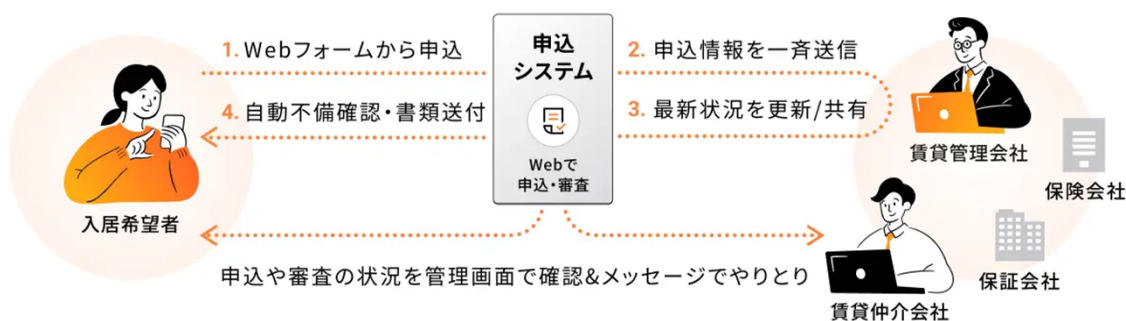 1. Webフォームから申込
4. 自動不備確認・書類送付
入居希望者
申込
システム
Webで
申込・審査
2. 申込情報を一斉送信
3. 最新状況を更新/共有
賃貸管理会社
保険会社
保証会社
賃貸仲介会社
申込や審査の状況を管理画面で確認&メッセージでやりとり